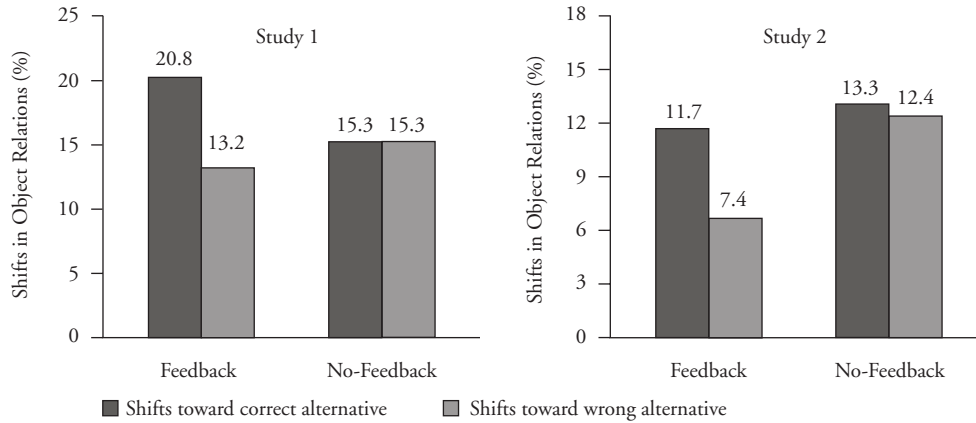 Study 1
Shifts in Object Relations (%)
25
20
15
10
5
0
20.8
13.2
15.3
15.3
Feedback
No-Feedback
Study 2
Shifts in Object Relations (%)
18
15
12
9
6
3
0
11.7
7.4
13.3
12.4
Feedback
No-Feedback
Shifts toward correct alternative
Shifts toward wrong alternative